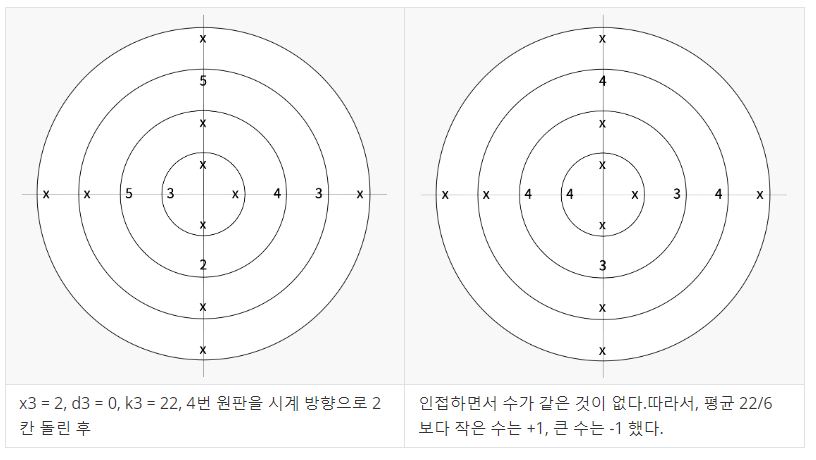 x x
5 4
x x
x x
x x 5 3 x 4 3 x x x 4 4 x 3 4 x
x x
2 3
x x
x x
x3 = 2, d3 = 0, k3 = 22, 4번 원판을 시계 방향으로 2
칸 돌린 후
인접하면서 수가 같은 것이 없다.따라서, 평균 22/6
보다 작은 수는 +1, 큰 수는 -1 했다.